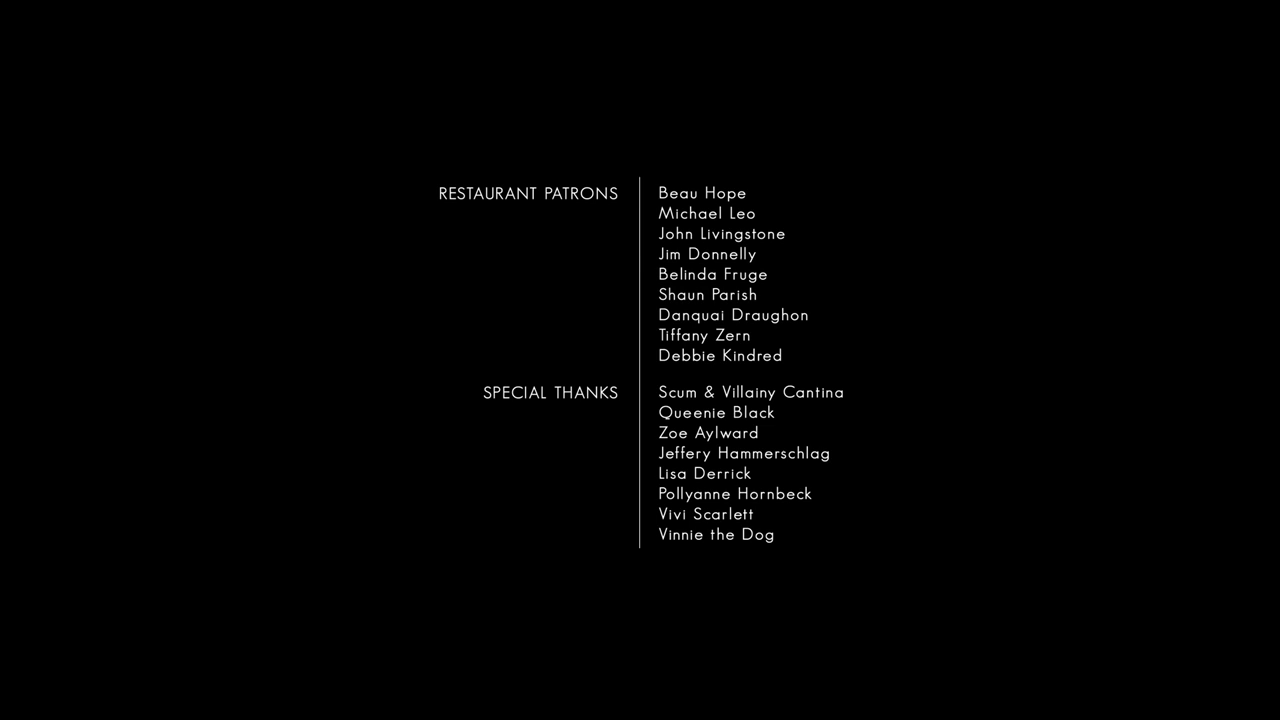 RESTAURANT PATRONS
Beau Hope
Michael Leo
John Livingstone
Jim Donnelly
Belinda Fruge
Shaun Parish
Danquai Draughon
Tiffany Zern
Debbie Kindred
SPECIAL THANKS
Scum & Villainy Cantina
Queenie Black
Zoe Aylward
Jeffery Hammerschlag
Lisa Derrick
Pollyanne Hornbeck
Vivi Scarlett
Vinnie the Dog